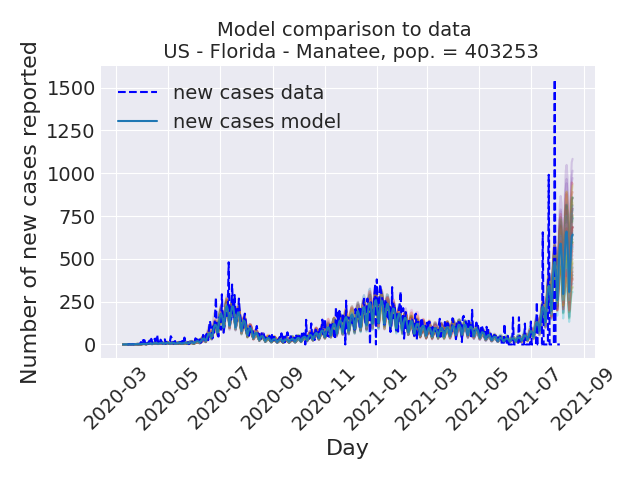 Model comparison to data
US - Florida - Manatee, pop. = 403253
new cases data
new cases model
Number of new cases reported
1500
1250
1000
750
500
250
0
2020-03
2020-05
2020-07
2020-09
2020-11
2021-01
2021-03
2021-05
2021-07
2021-09
Day